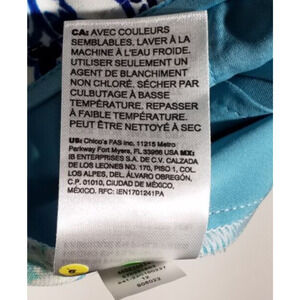 CA: AVEC COULEURS
SEMBLABLES, LAVER À LA
MACHINE À L'EAU FROIDE.
UTILISER SEULEMENT UN
AGENT DE BLANCHIMENT
NON CHLORÉ. SÉCHER PAR
CULBUTAGE À BASSE
TEMPÉRATURE. REPASSER
À FAIBLE TEMPÉRATURE.
PEUT ÊTRE NETTOYÉ À SEC
US: Chico's FAS Inc. 11215 Metro
Parkway Fort Myers, FL 33966 US MX:
IB ENTERPRISES S.A. DE C.V. CALZADA
DE LOS LEONES NO. 170, PISO 1, COL.
LOS ALPES, DEL. ÁLVARO OBREGÓN,
C.P. 01010, CIUDAD DE MÉXICO,
MÉXICO. RFC: IEN1701241PA
12